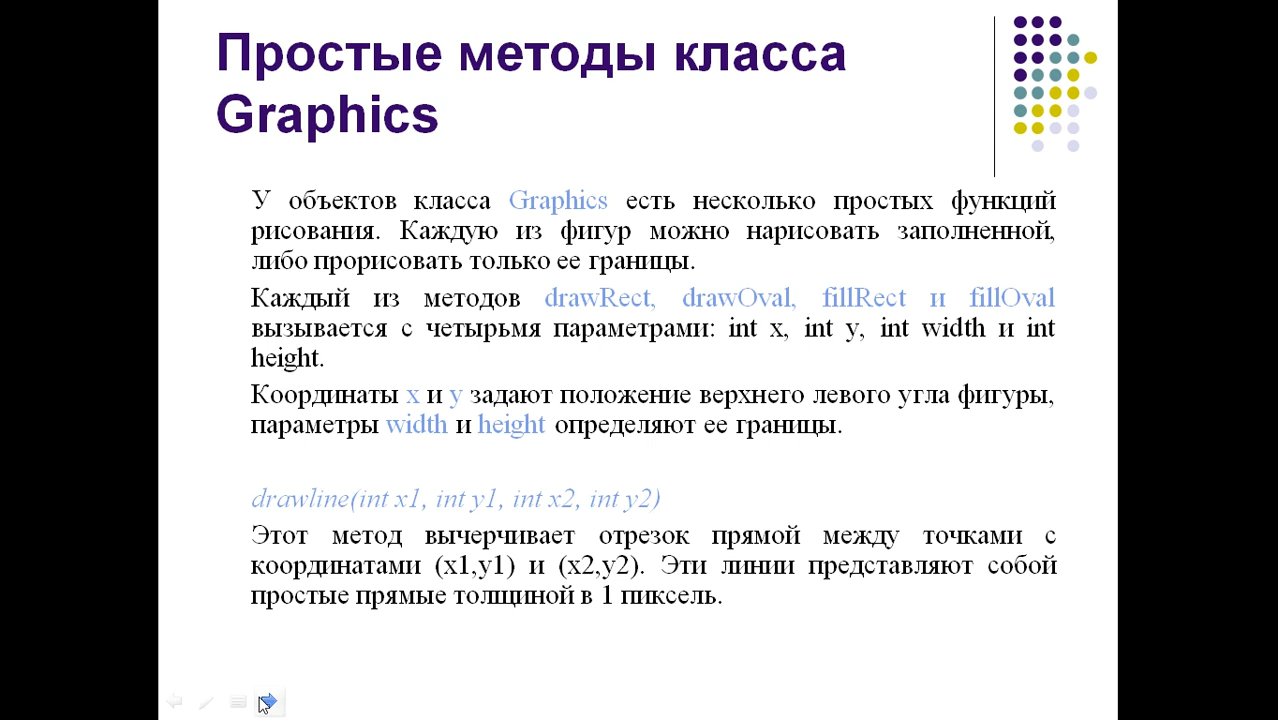 Простые методы класса
Graphics
У объектов класса Graphics есть несколько простых функций
рисования. Каждую из фигур можно нарисовать заполненной,
либо прорисовать только ее границы.
Каждый из методов drawRect, drawOval, fillRect и fillOval
вызывается с четырьмя параметрами: int x, int y, int width и int
height.
Координаты x и y задают положение верхнего левого угла фигуры,
параметры width и height определяют ее границы.
drawline(int x1, int y1, int x2, int y2)
Этот метод вычерчивает отрезок прямой между точками с
координатами (x1,y1) и (x2,y2). Эти линии представляют собой
простые прямые толщиной в 1 пиксель.